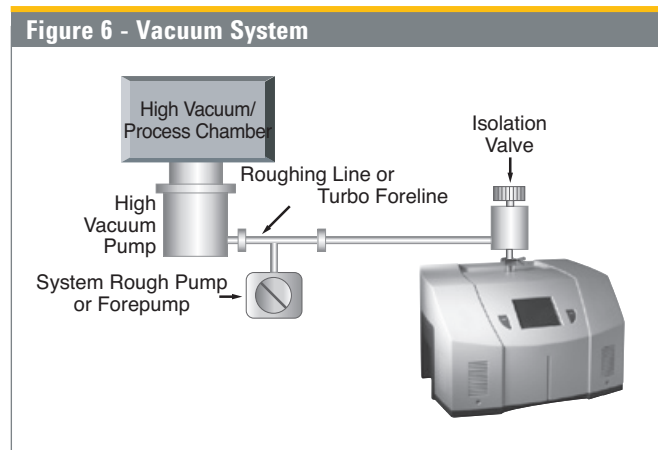 Figure 6 - Vacuum System
High Vacuum/
Process Chamber
Isolation
Valve
Roughing Line or
Turbo Foreline
High
Vacuum
Pump
System Rough Pump
or Forepump